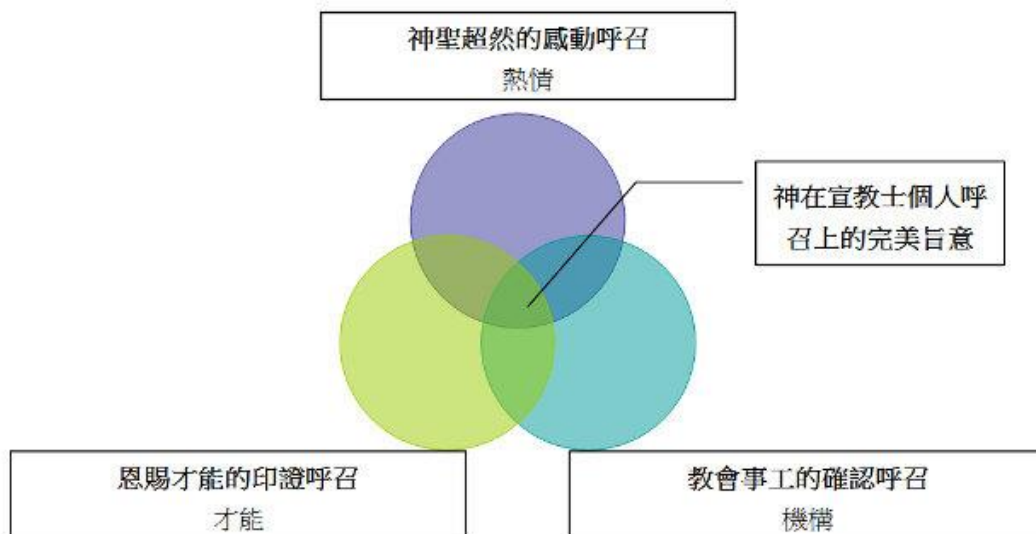 神聖超然的感動呼召
熱情
神在宣教士個人呼
召上的完美旨意
恩賜才能的印證呼召
才能
教會事工的確認呼召
機構